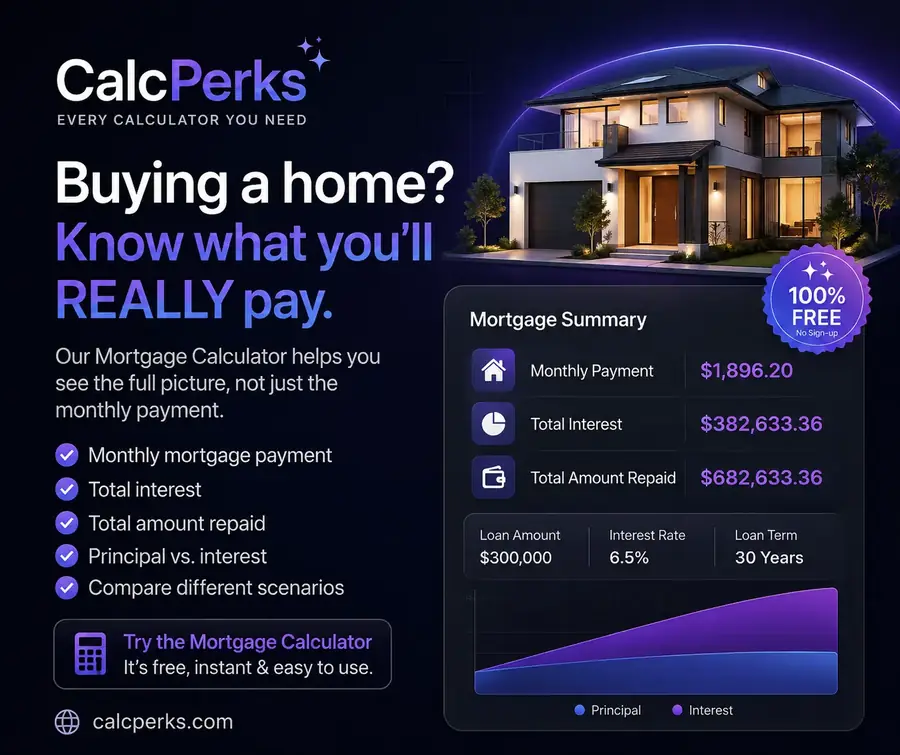 CalcPerks
EVERY CALCULATOR YOU NEED
Buying a home?
Know what you'll
REALLY pay.
Our Mortgage Calculator helps you
see the full picture, not just the
monthly payment.
Monthly mortgage payment
Total interest
Total amount repaid
Principal vs. interest
Compare different scenarios
Try the Mortgage Calculator
It's free, instant & easy to use.
calcperks.com
100%
FREE
No Sign-up
Mortgage Summary
Monthly Payment $1,896.20
Total Interest $382,633.36
Total Amount Repaid $682,633.36
Loan Amount Interest Rate Loan Term
$300,000 6.5% 30 Years
Principal Interest